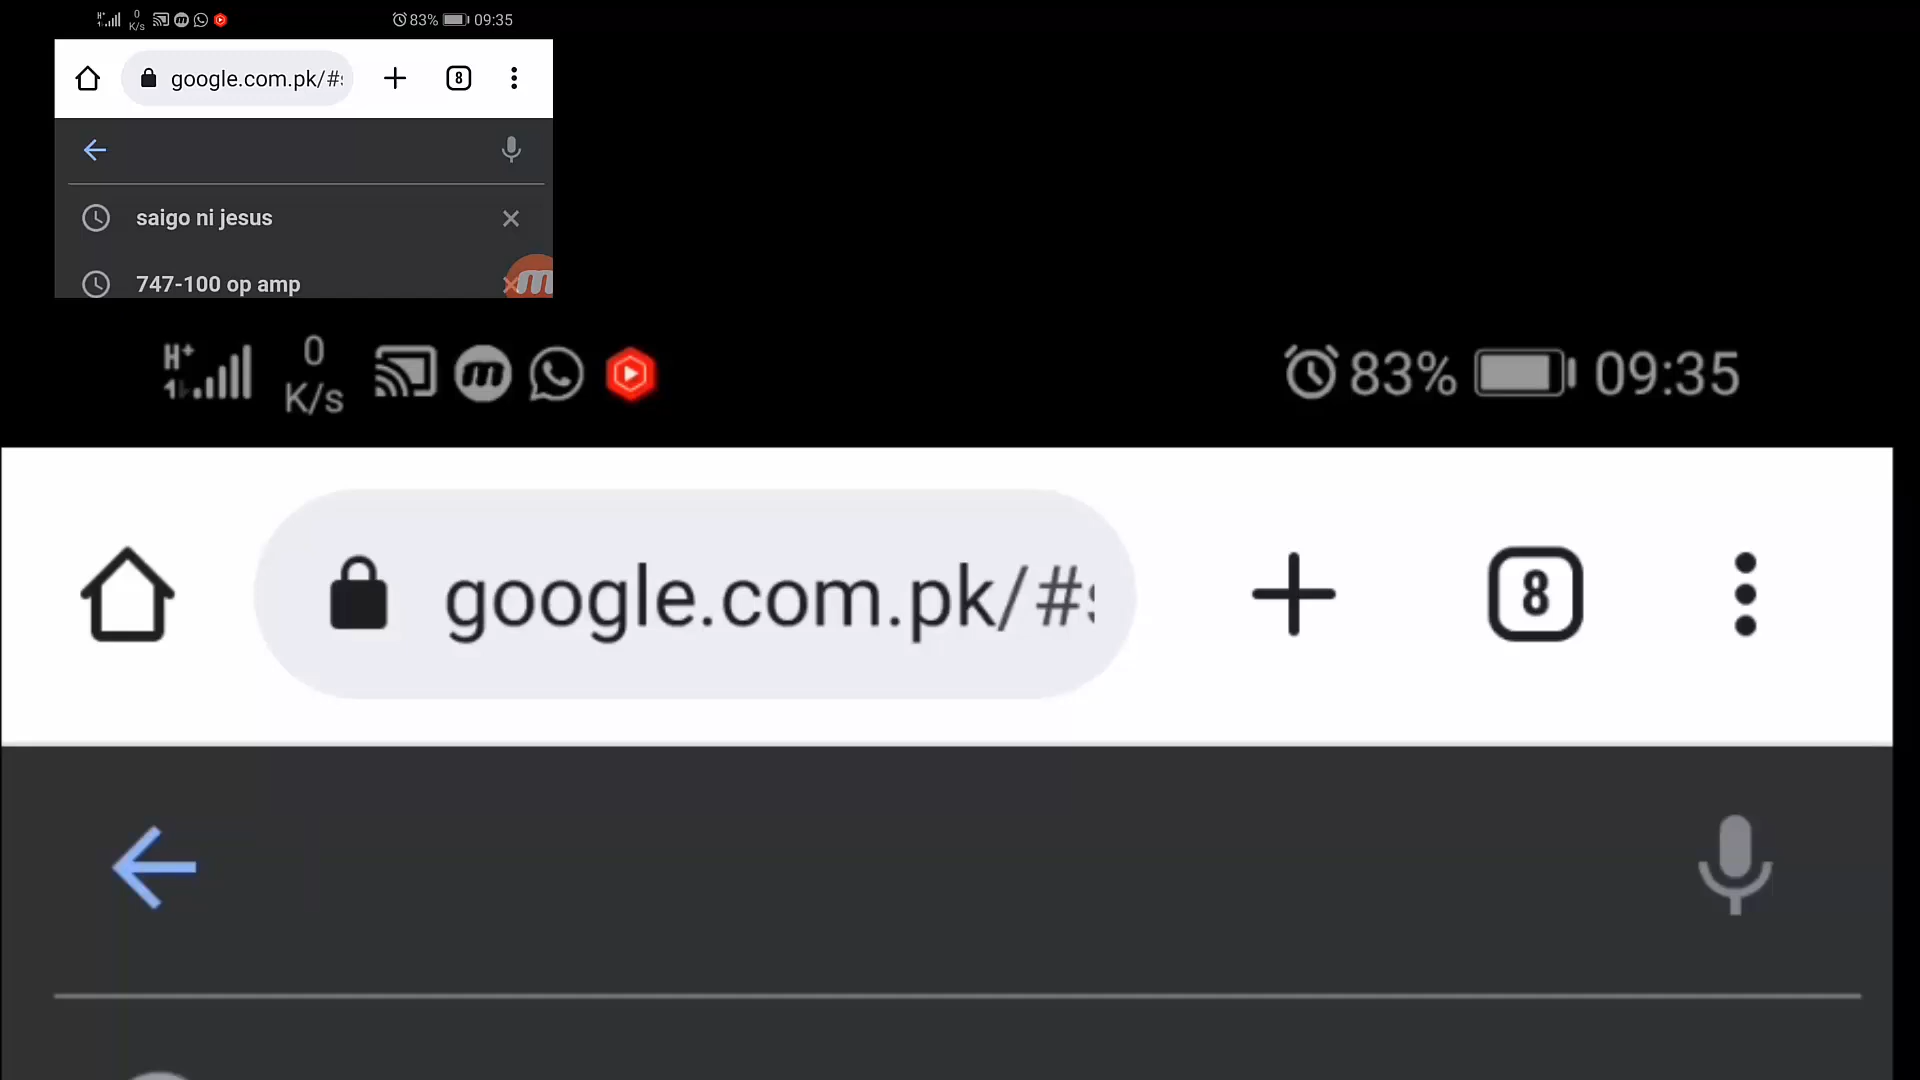 0
K/s
83% 09:35
google.com.pk/#
8
saigo ni jesus
747-100 op amp
m
H+
0
K/s
m
83% 09:35
google.com.pk/#
8